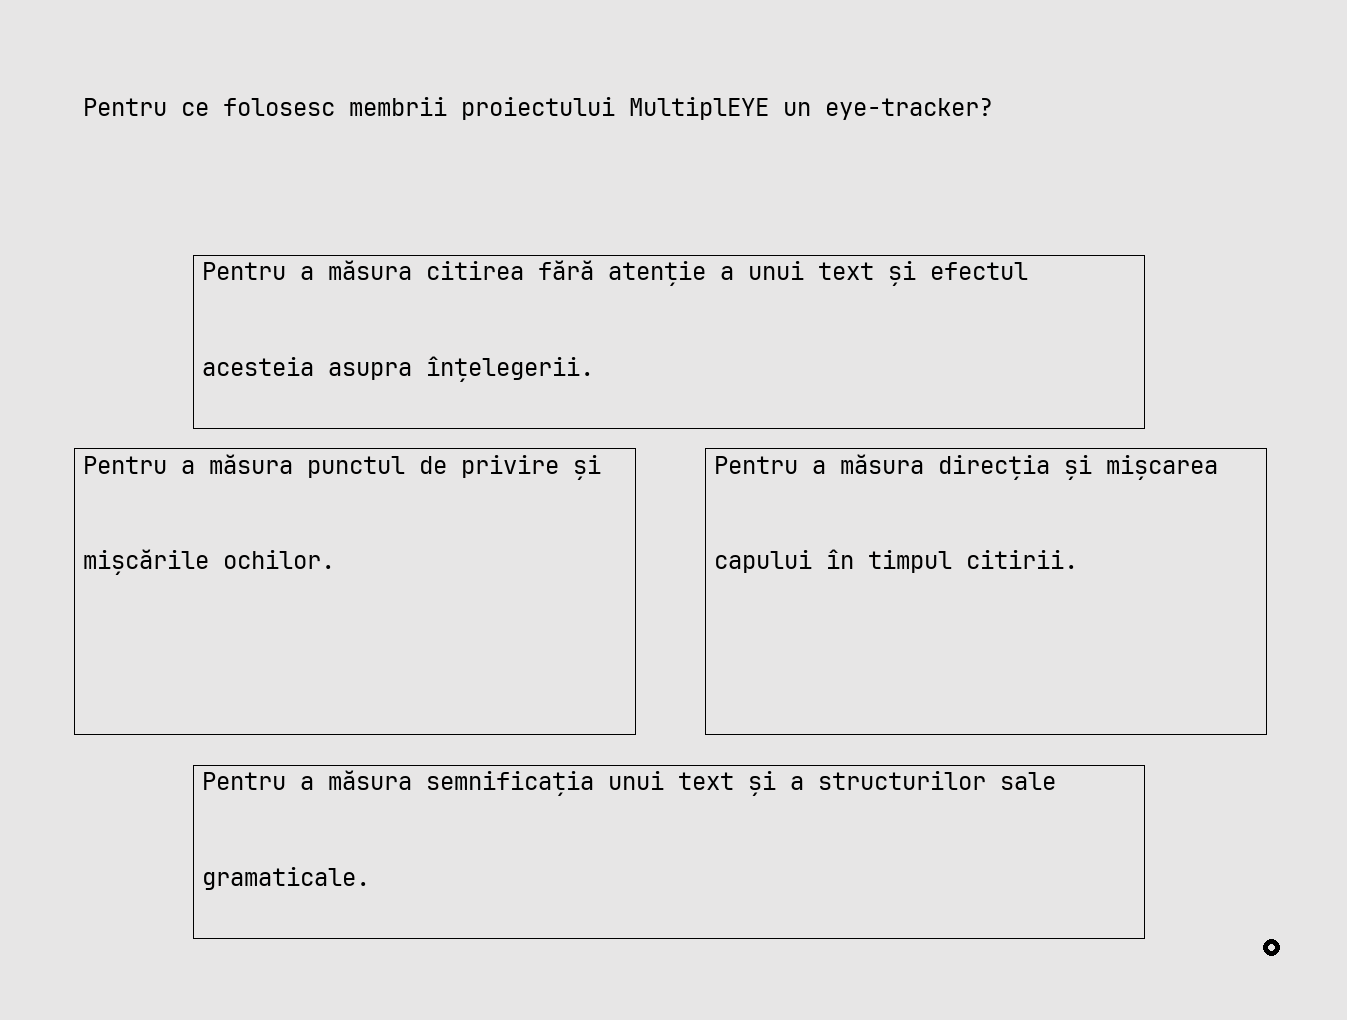 Pentru ce folosesc membrii proiectului MultiplEYE un eye-tracker?
Pentru a măsura citirea fără atenție a unui text și efectul
acesteia asupra înțelegerii.
Pentru a măsura punctul de privire și
mișcările ochilor.
Pentru a măsura direcția și mișcarea
capului în timpul citirii.
Pentru a măsura semnificația unui text și a structurilor sale
gramaticale.